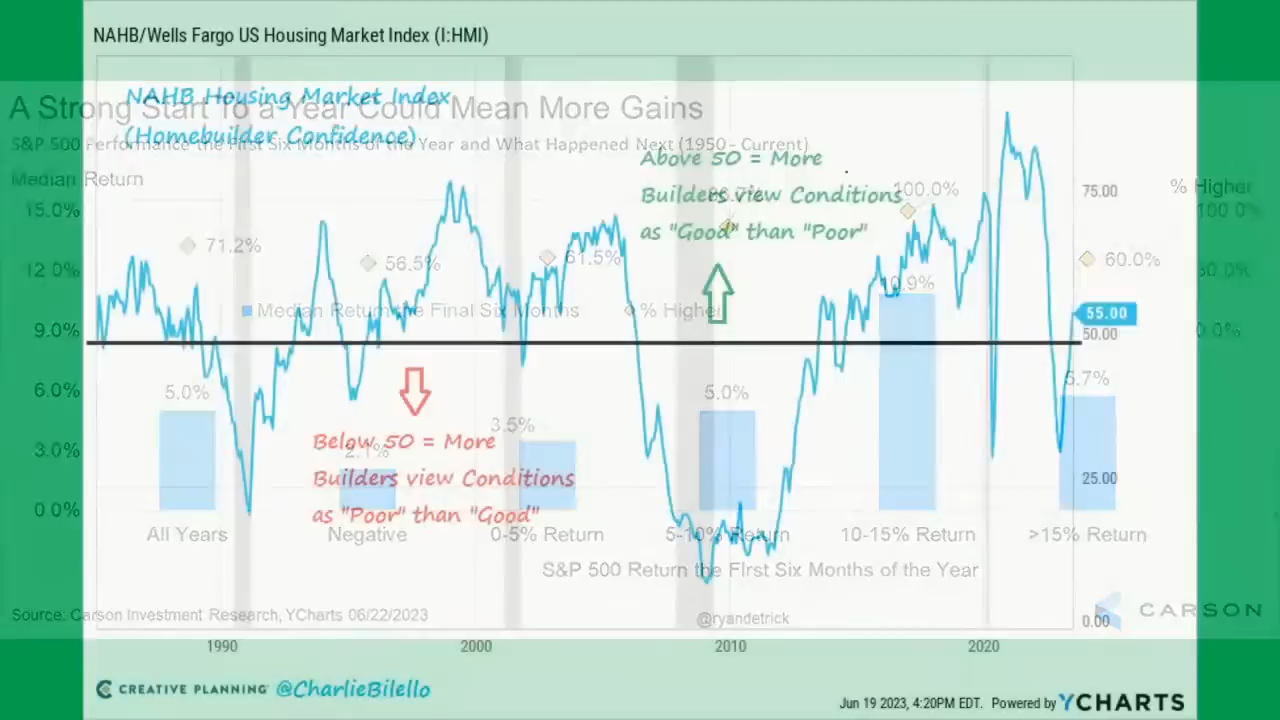 NAHB/Wells Fargo US Housing Market Index (I:HMI)
NAHB Housing Market Index
(Homebuilder Confidence)
A Strong Start To a Year Could Mean More Gains
S&P 500 Performance the First Six Months of the Year and What Happened Next (1950 - Current)
Median Return
% Higher
Above 50 = More
Builders view Conditions
as "Good" than "Poor"
15.0%
12.0%
9.0%
6.0%
3.0%
0.0%
71.2%
56.5%
61.5%
100.0%
60.0%
75.00
100.0%
Median Return the Final Six Months
% Higher
55.00
50.00
5.0%
3.5%
5.0%
5.7%
Below 50 = More
Builders view Conditions
as "Poor" than "Good"
2.1%
25.00
All Years
Negative
0-5% Return
5-10% Return
10-15% Return
>15% Return
S&P 500 Return the First Six Months of the Year
Source: Carson Investment Research, YCharts 06/22/2023
@ryandetrick
CARSON
0.00
1990
2000
2010
2020
CREATIVE PLANNING
@CharlieBilello
Jun 19 2023, 4:20PM EDT. Powered by YCHARTS